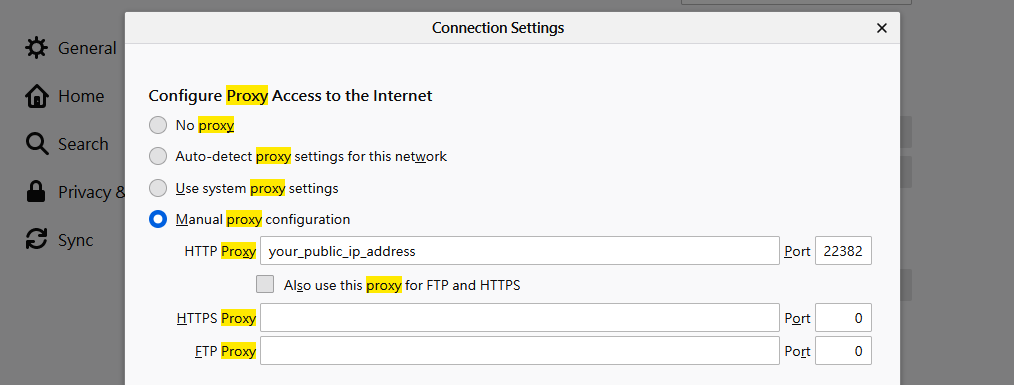 Connection Settings
General
Home
Search
Privacy &
Sync
Configure Proxy Access to the Internet
No proxy
Auto-detect proxy settings for this network
Use system proxy settings
Manual proxy configuration
HTTP Proxy your_public_ip_address Port 22382
Also use this proxy for FTP and HTTPS
HTTPS Proxy Port 0
FTP Proxy Port 0